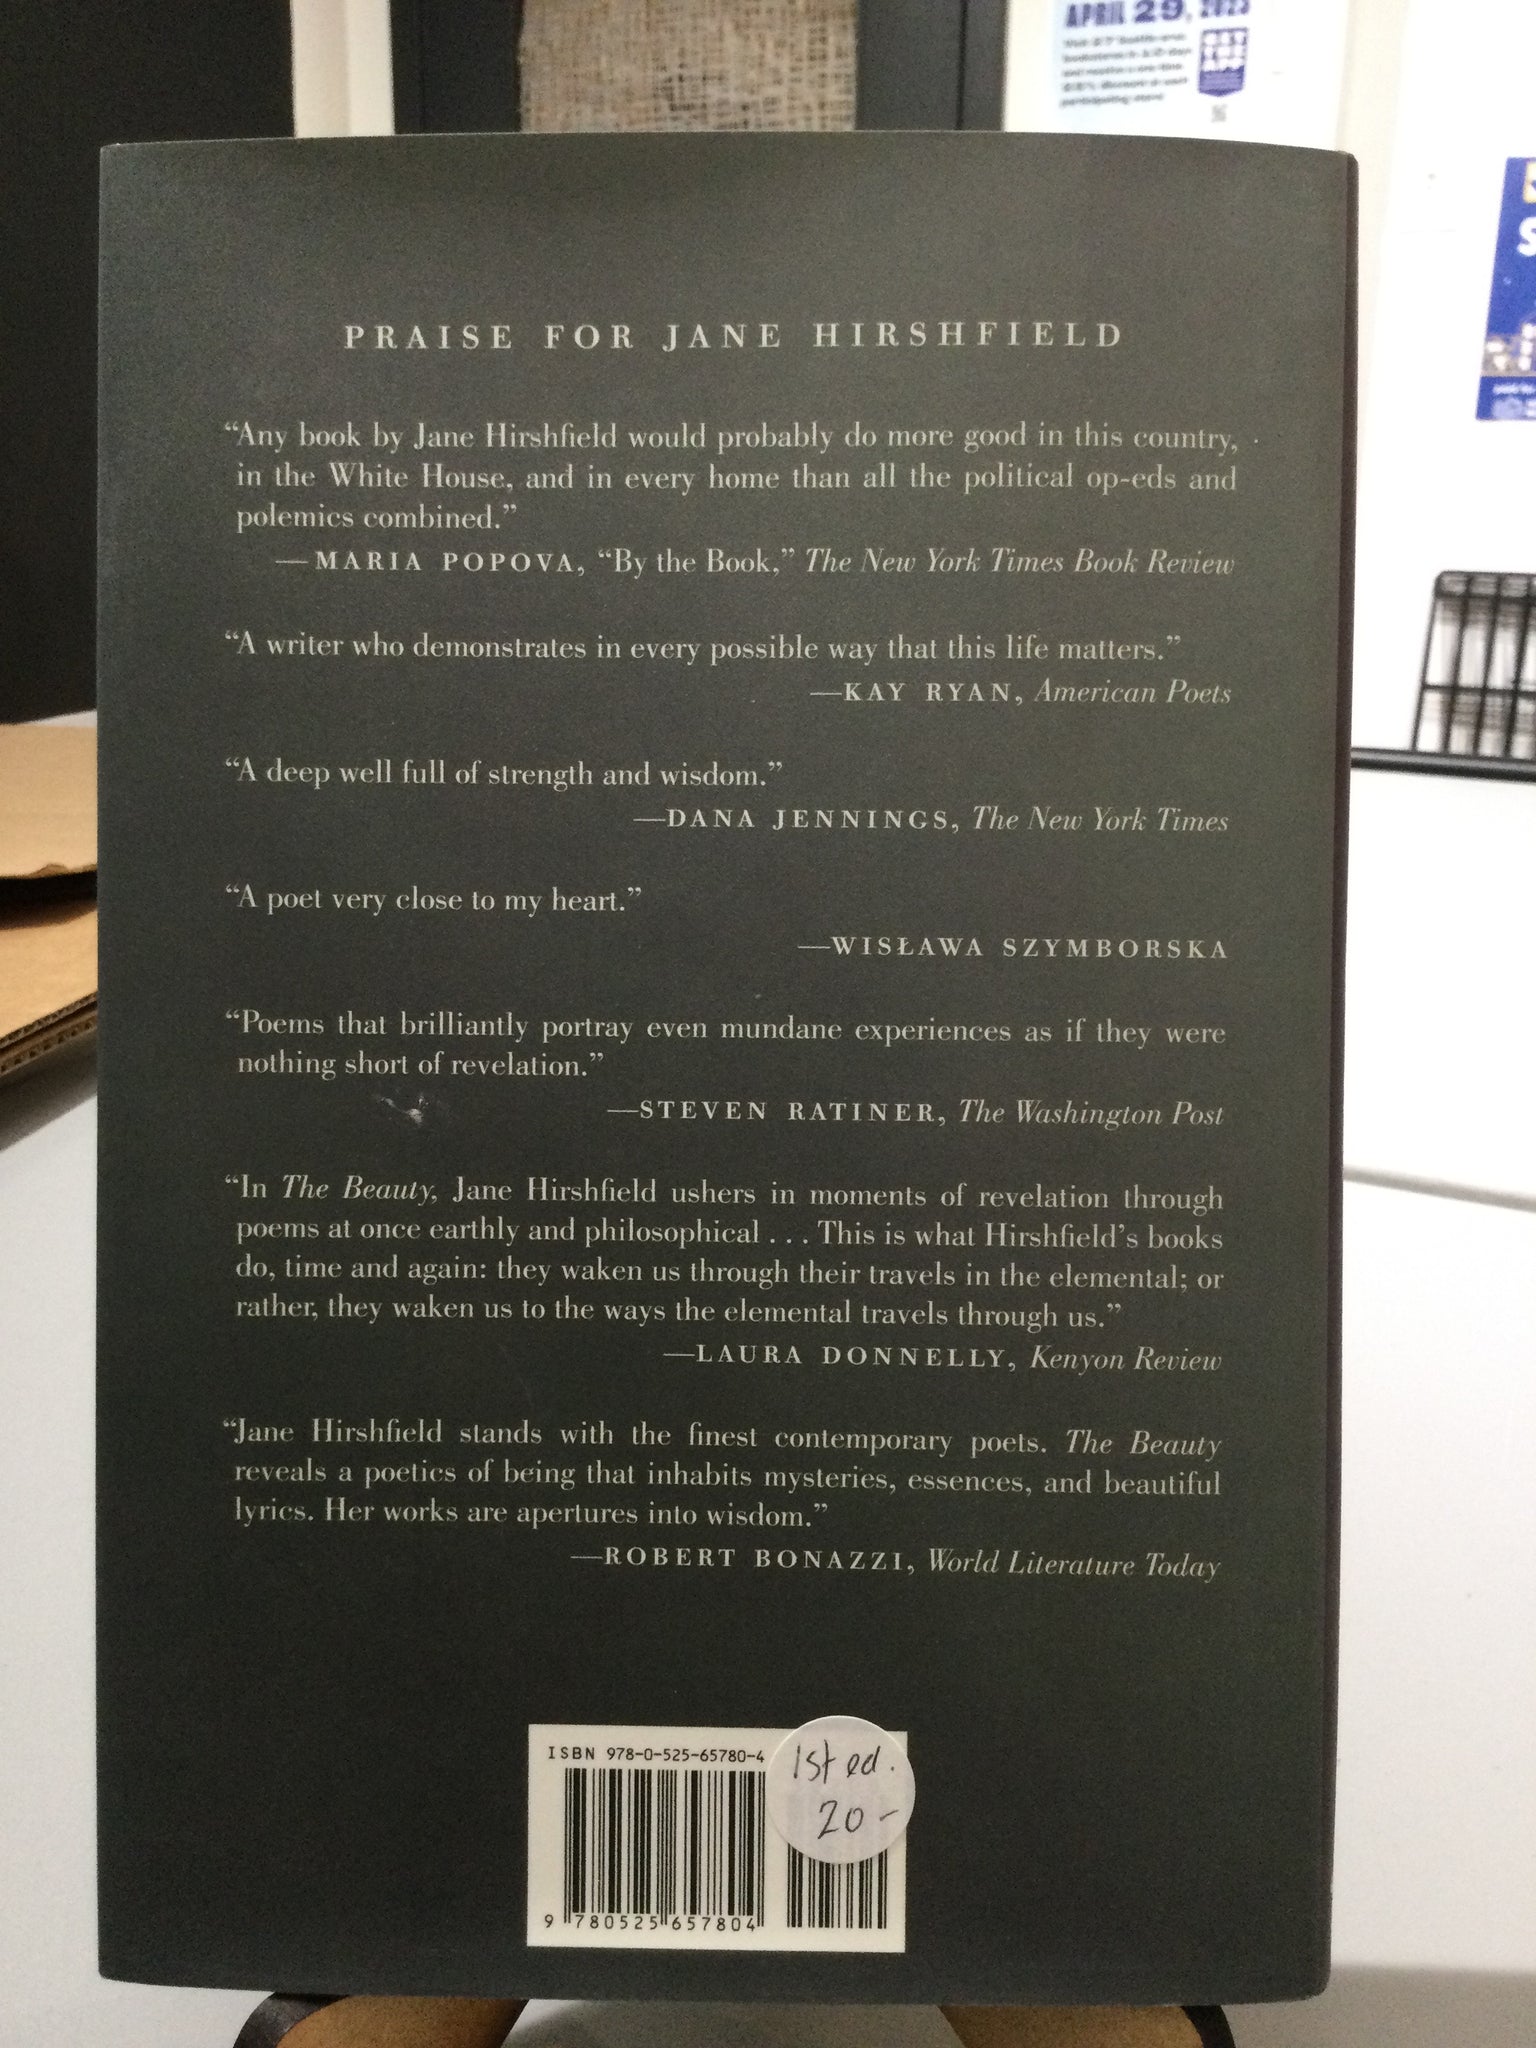 APRIL 29, 2023
PRAISE FOR JANE HIRSHFIELD
“Any book by Jane Hirshfield would probably do more good in this country,
in the White House, and in every home than all the political op-eds and
polemics combined.”
—MARIA POPOVA, “By the Book,” The New York Times Book Review
“A writer who demonstrates in every possible way that this life matters.”
—KAY RYAN, American Poets
“A deep well full of strength and wisdom.”
—DANA JENNINGS, The New York Times
“A poet very close to my heart.”
—WISŁAWA SZYMBORSKA
“Poems that brilliantly portray even mundane experiences as if they were
nothing short of revelation.”
—STEVEN RATINER, The Washington Post
“In The Beauty, Jane Hirshfield ushers in moments of revelation through
poems at once earthly and philosophical . . . This is what Hirshfield’s books
do, time and again: they waken us through their travels in the elemental; or
rather, they waken us to the ways the elemental travels through us.”
—LAURA DONNELLY, Kenyon Review
“Jane Hirshfield stands with the finest contemporary poets. The Beauty
reveals a poetics of being that inhabits mysteries, essences, and beautiful
lyrics. Her works are apertures into wisdom.”
—ROBERT BONAZZI, World Literature Today
ISBN 978-0-525-65780-4
1st ed.
20-
9 780525 657804